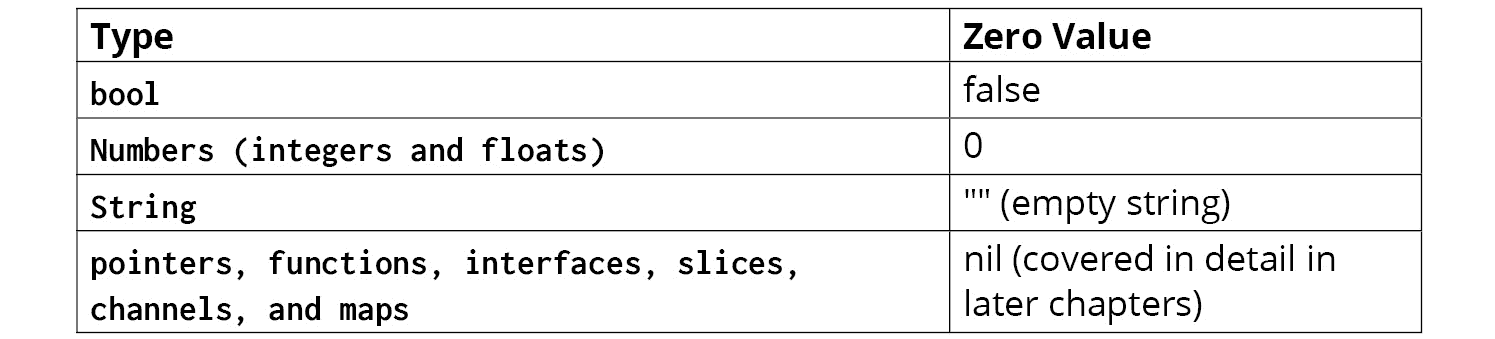 Type Zero Value
bool false
Numbers (integers and floats) 0
String "" (empty string)
pointers, functions, interfaces, slices, nil (covered in detail in
channels, and maps later chapters)